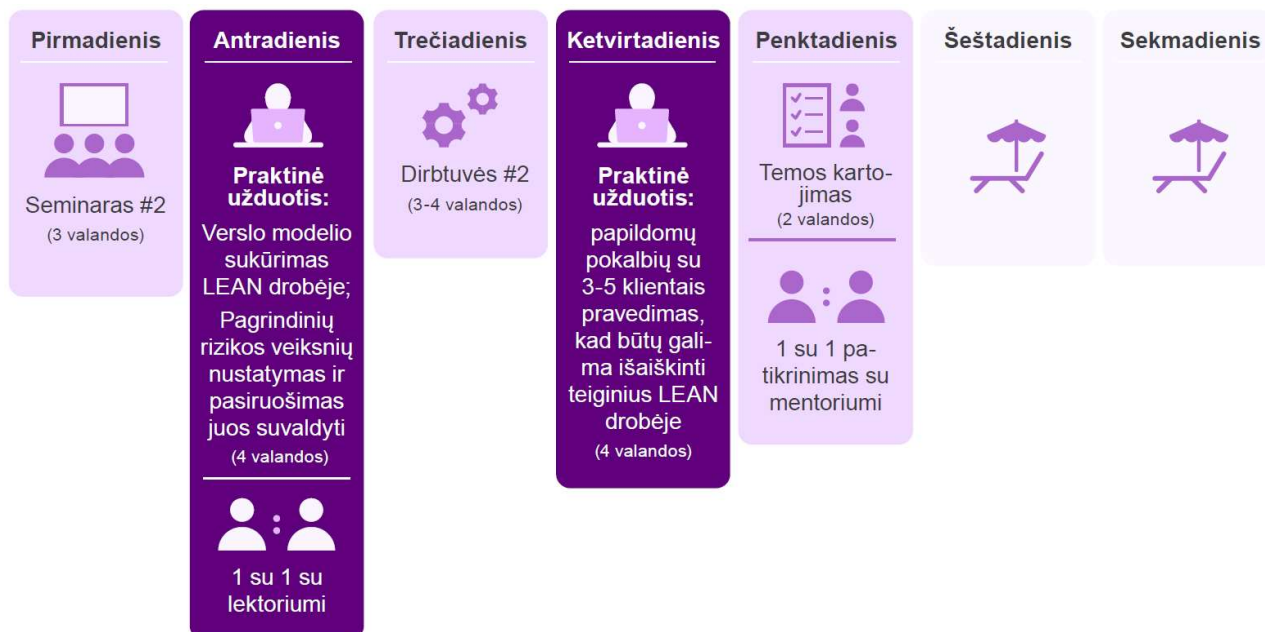 Pirmadienis
Seminaras #2
(3 valandos)
Antradienis
Praktinė
užduotis:
Verslo modelio
sukūrimas
LEAN drobėje;
Pagrindinių
rizikos veiksnių
nustatymas ir
pasiruošimas
juos suvaldyti
(4 valandos)
1 su 1 su
lektoriumi
Trečiadienis
Dirbtuvės #2
(3-4 valandos)
Ketvirtadienis
Praktinė
užduotis:
papildomų
pokalbių su
3-5 klientais
pravedimas,
kad būtų gali-
ma išaiškinti
teiginius LEAN
drobėje
(4 valandos)
Penktadienis
Temos karto-
jimas
(2 valandos)
1 su 1 pa-
tikrinimas su
mentoriumi
Šeštadienis
Sekmadienis